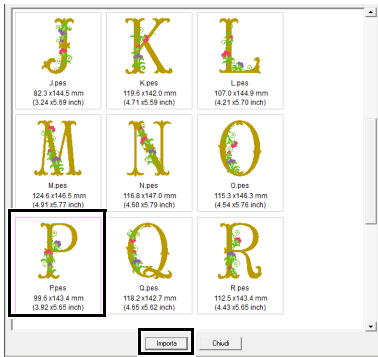 J.pes K.pes L.pes
82.3 x144.5 mm 119.6 x142.0 mm 107.0 x144.9 mm
(3.24 x5.69 inch) (4.71 x5.59 inch) (4.21 x5.70 inch)
M.pes N.pes O.pes
124.6 x146.5 mm 116.8 x147.0 mm 115.3 x146.3 mm
(4.91 x5.77 inch) (4.60 x5.79 inch) (4.54 x5.76 inch)
P.pes Q.pes R.pes
99.6 x143.4 mm 118.2 x142.7 mm 112.5 x143.4 mm
(3.92 x5.65 inch) (4.65 x5.62 inch) (4.43 x5.65 inch)
Importa Chiudi